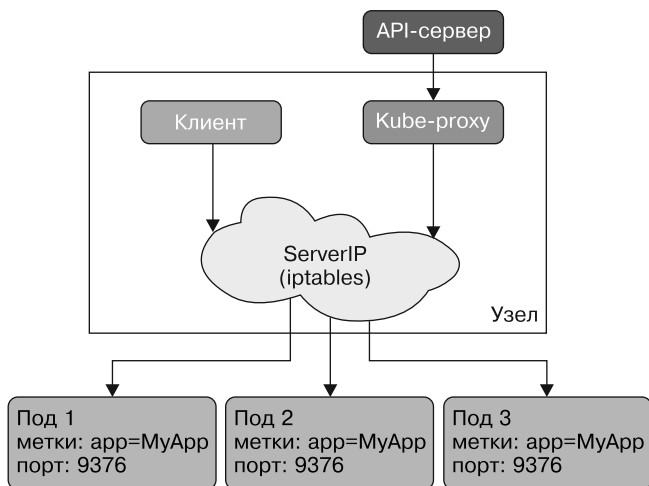 API-сервер
Клиент
Kube-proxy
ServerIP
(iptables)
Узел
Под 1
метки: app=MyApp
порт: 9376
Под 2
метки: app=MyApp
порт: 9376
Под 3
метки: app=MyApp
порт: 9376